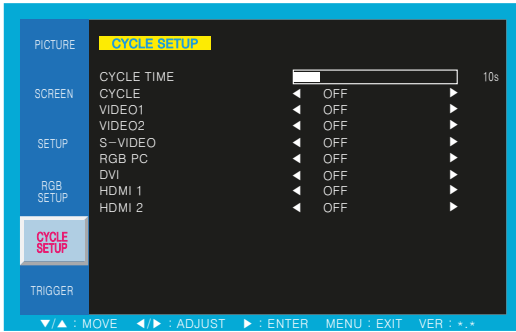 PICTURE
SCREEN
SETUP
RGB
SETUP
CYCLE
SETUP
TRIGGER
CYCLE SETUP
CYCLE TIME 10s
CYCLE ◀ OFF ▶
VIDEO1 ◀ OFF ▶
VIDEO2 ◀ OFF ▶
S-VIDEO ◀ OFF ▶
RGB PC ◀ OFF ▶
DVI ◀ OFF ▶
HDMI 1 ◀ OFF ▶
HDMI 2 ◀ OFF ▶
▼/▲ : MOVE ◀/▶ : ADJUST ▶ : ENTER MENU : EXIT VER : *.*